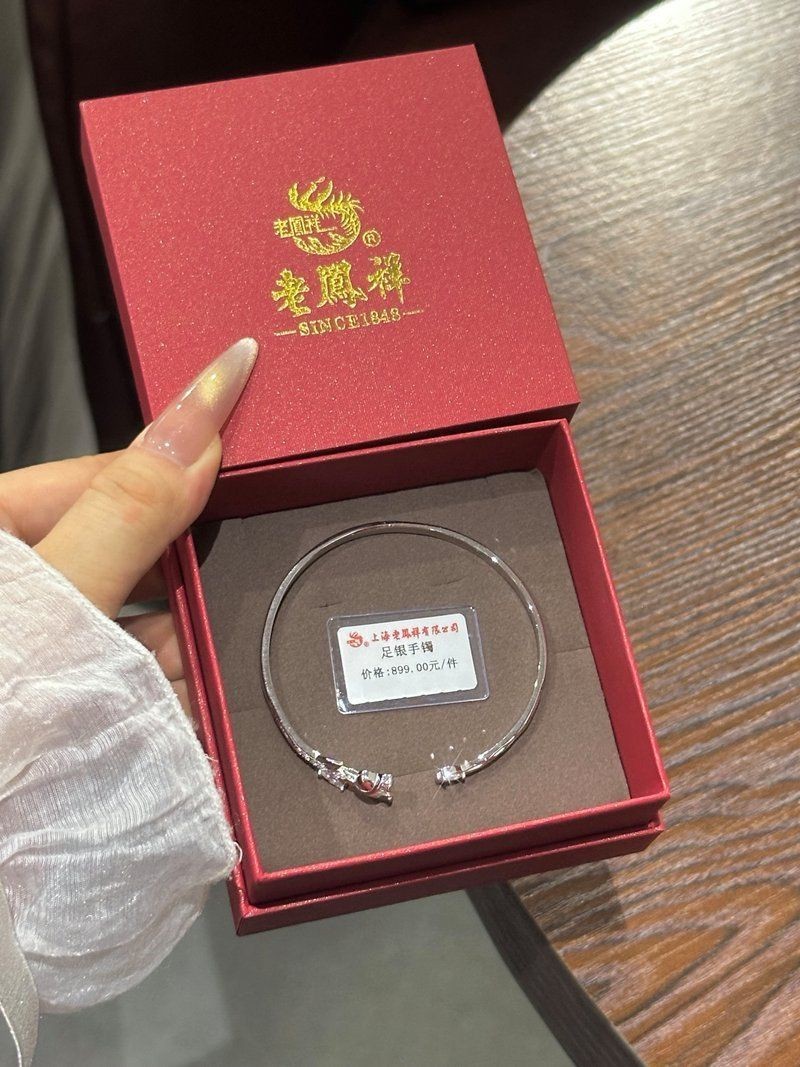 老鳳祥
®
老鳳祥
SINCE1848
® 上海老鳳祥有限公司
足银手镯
价格:899.00元/件